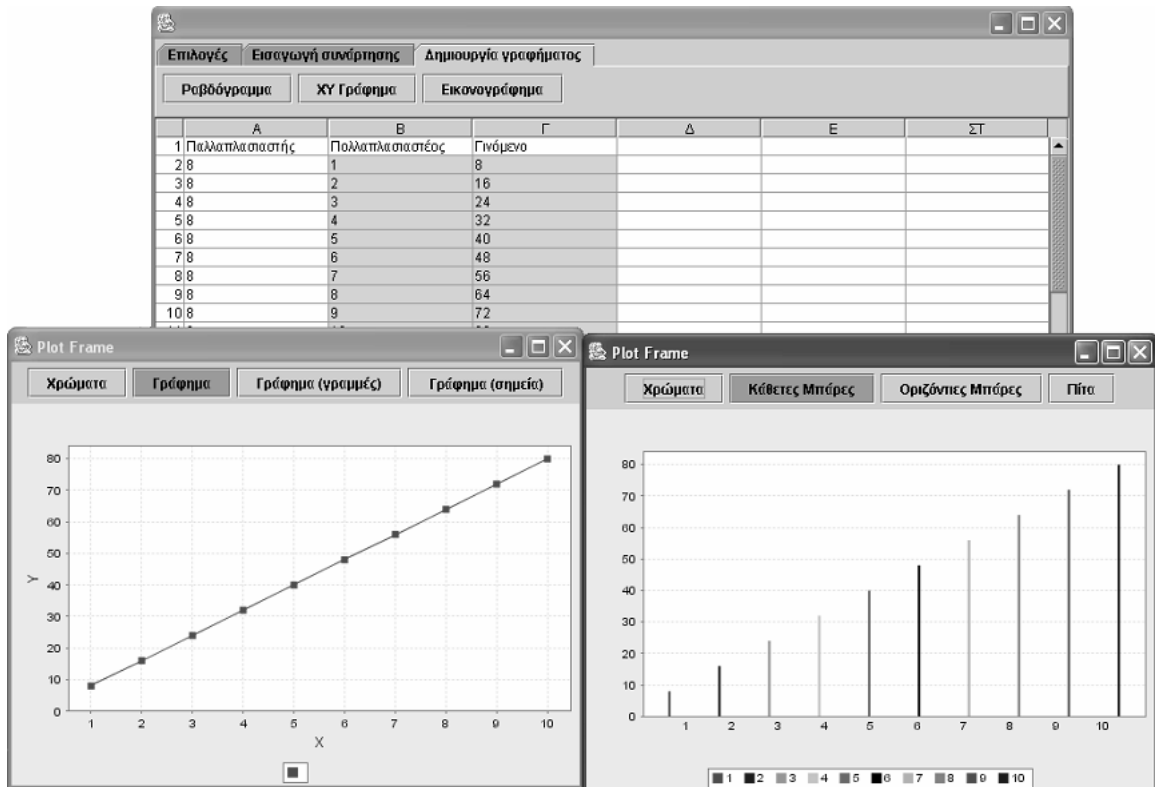 Επιλογές Εισαγωγή συνάρτησης Δημιουργία γραφήματος
Ραβδόγραμμα XY Γράφημα Εικονογράφημα
A B Γ Δ E ΣΤ
1 Παλλαπλασιαστής Πολλαπλασιαστέος Γινόμενο
2 8 1 8
3 8 2 16
4 8 3 24
5 8 4 32
6 8 5 40
7 8 6 48
8 8 7 56
9 8 8 64
10 8 9 72
Plot Frame
Χρώματα Γράφημα Γράφημα (γραμμές) Γράφημα (σημεία)
80
70
60
50
40
30
20
10
0
Y
1 2 3 4 5 6 7 8 9 10
X
Plot Frame
Χρώματα Κάθετες Μπάρες Οριζόντιες Μπάρες Πίτα
80
70
60
50
40
30
20
10
0
1 2 3 4 5 6 7 8 9 10
1 2 3 4 5 6 7 8 9 10